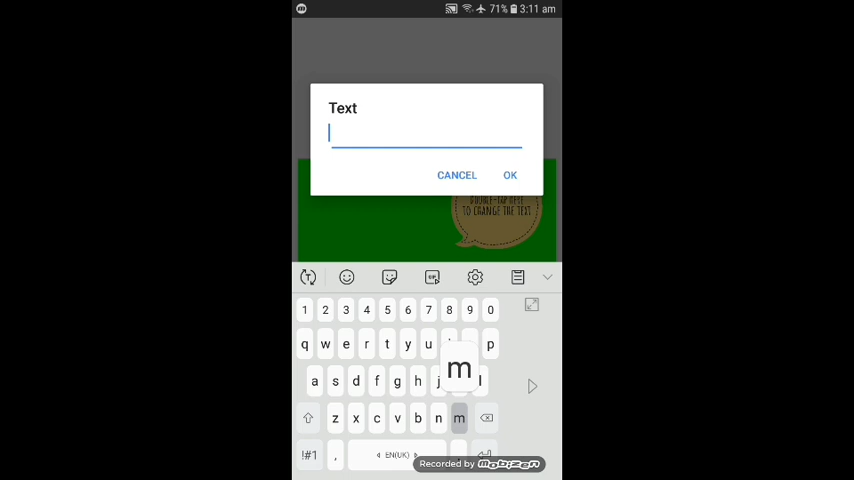 71% 3:11 am
Text
CANCEL OK
DOUBLE-TAP HERE
TO CHANGE THE TEXT
1 2 3 4 5 6 7 8 9 0
q w e r t y u p
m
a s d f g h j l
z x c v b n m
!#1 , EN(UK)
Recorded by mobizen